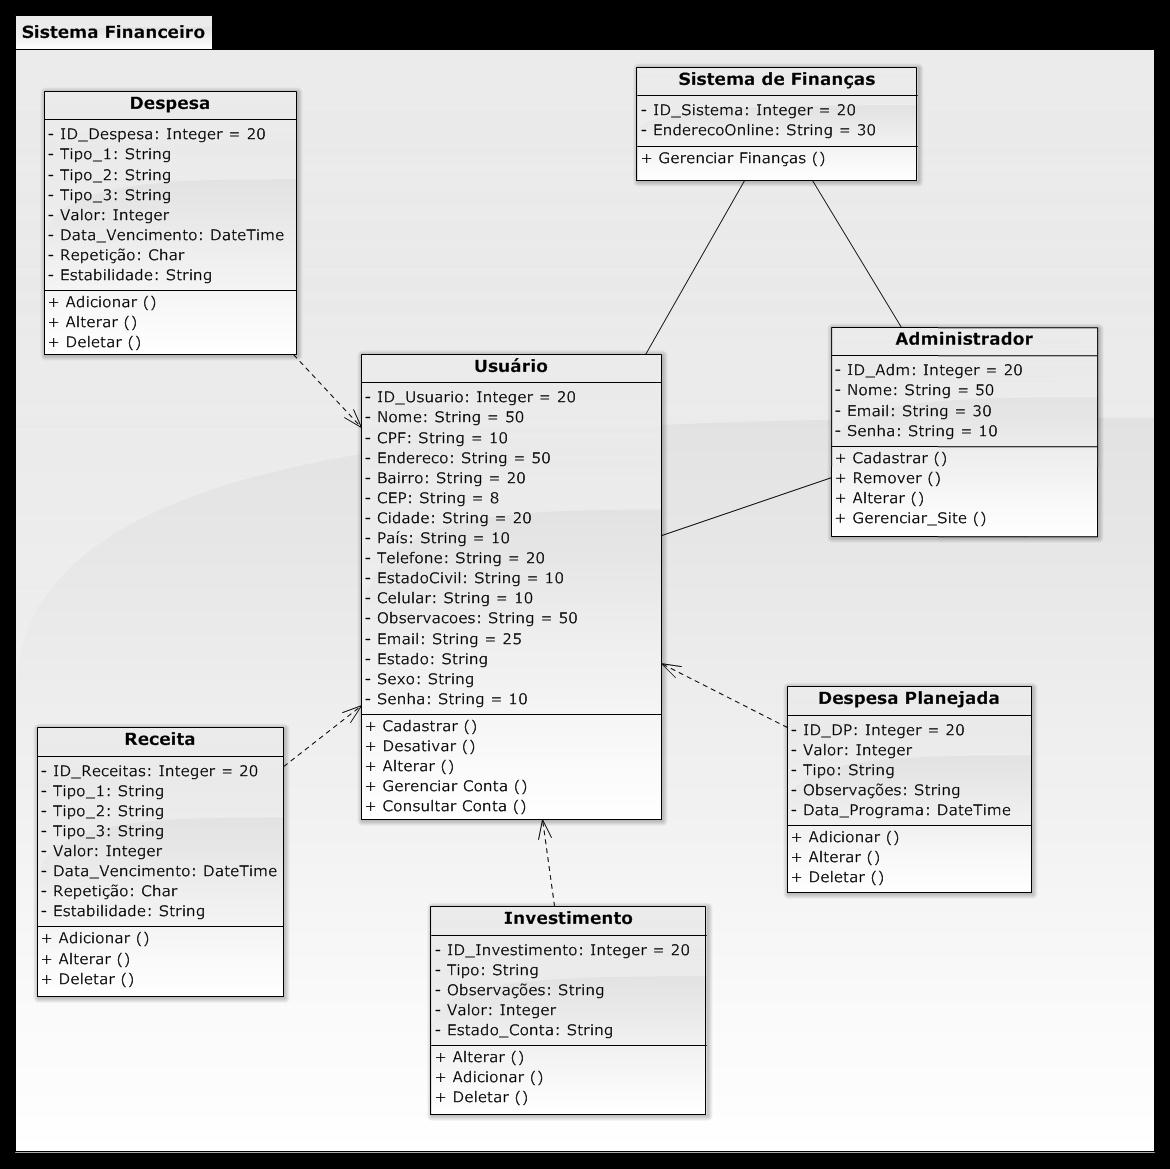 Sistema Financeiro
Despesa
- ID_Despesa: Integer = 20
- Tipo_1: String
- Tipo_2: String
- Tipo_3: String
- Valor: Integer
- Data_Vencimento: DateTime
- Repetição: Char
- Estabilidade: String
+ Adicionar ()
+ Alterar ()
+ Deletar ()
Sistema de Finanças
- ID_Sistema: Integer = 20
- EnderecoOnline: String = 30
+ Gerenciar Finanças ()
Administrador
- ID_Adm: Integer = 20
- Nome: String = 50
- Email: String = 30
- Senha: String = 10
+ Cadastrar ()
+ Remover ()
+ Alterar ()
+ Gerenciar_Site ()
Usuário
- ID_Usuario: Integer = 20
- Nome: String = 50
- CPF: String = 10
- Endereco: String = 50
- Bairro: String = 20
- CEP: String = 8
- Cidade: String = 20
- País: String = 10
- Telefone: String = 20
- EstadoCivil: String = 10
- Celular: String = 10
- Observacoes: String = 50
- Email: String = 25
- Estado: String
- Sexo: String
- Senha: String = 10
+ Cadastrar ()
+ Desativar ()
+ Alterar ()
+ Gerenciar Conta ()
+ Consultar Conta ()
Despesa Planejada
- ID_DP: Integer = 20
- Valor: Integer
- Tipo: String
- Observações: String
- Data_Programa: DateTime
+ Adicionar ()
+ Alterar ()
+ Deletar ()
Receita
- ID_Receitas: Integer = 20
- Tipo_1: String
- Tipo_2: String
- Tipo_3: String
- Valor: Integer
- Data_Vencimento: DateTime
- Repetição: Char
- Estabilidade: String
+ Adicionar ()
+ Alterar ()
+ Deletar ()
Investimento
- ID_Investimento: Integer = 20
- Tipo: String
- Observações: String
- Valor: Integer
- Estado_Conta: String
+ Alterar ()
+ Adicionar ()
+ Deletar ()